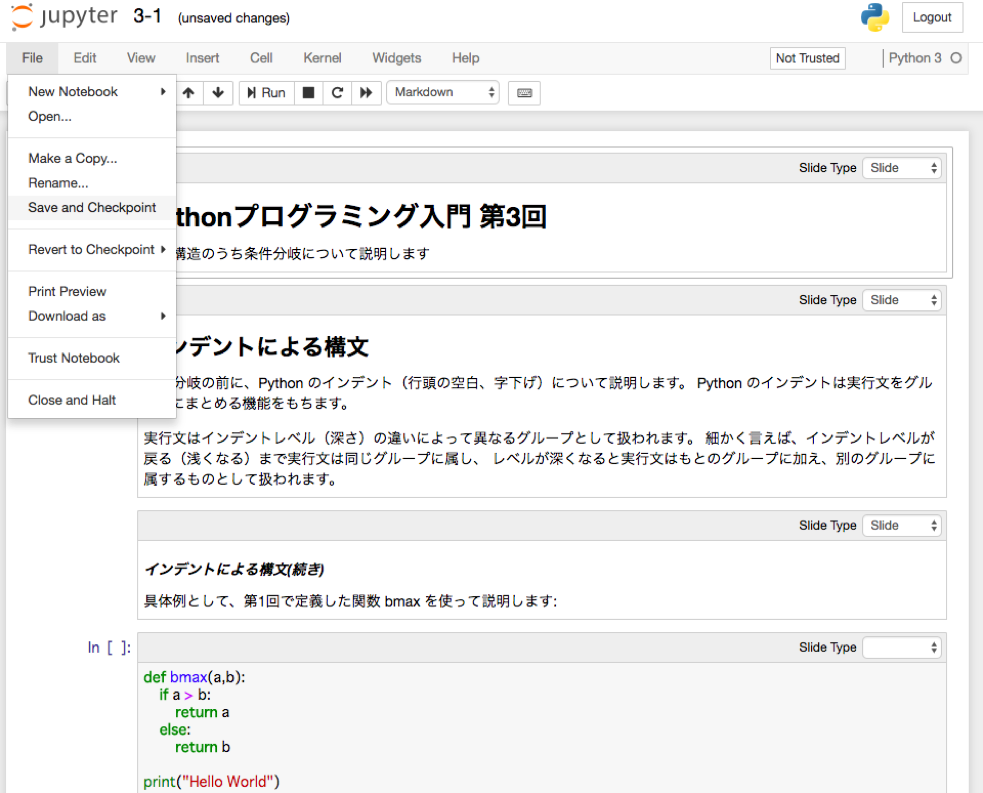 jupyter 3-1 (unsaved changes) Logout
File Edit View Insert Cell Kernel Widgets Help Not Trusted Python 3
Run Markdown
New Notebook
Open...
Make a Copy...
Rename...
Save and Checkpoint
Revert to Checkpoint
Print Preview
Download as
Trust Notebook
Close and Halt
Slide Type Slide
thonプログラミング入門 第3回
構造のうち条件分岐について説明します
Slide Type Slide
ンデントによる構文
分岐の前に、Python のインデント（行頭の空白、字下げ）について説明します。 Python のインデントは実行文をグル
にまとめる機能をもちます。
実行文はインデントレベル（深さ）の違いによって異なるグループとして扱われます。 細かく言えば、インデントレベルが
戻る（浅くなる）まで実行文は同じグループに属し、 レベルが深くなると実行文はもとのグループに加え、別のグループに
属するものとして扱われます。
Slide Type Slide
インデントによる構文(続き)
具体例として、第1回で定義した関数 bmax を使って説明します:
In [ ]: Slide Type
def bmax(a,b):
if a > b:
return a
else:
return b
print("Hello World")